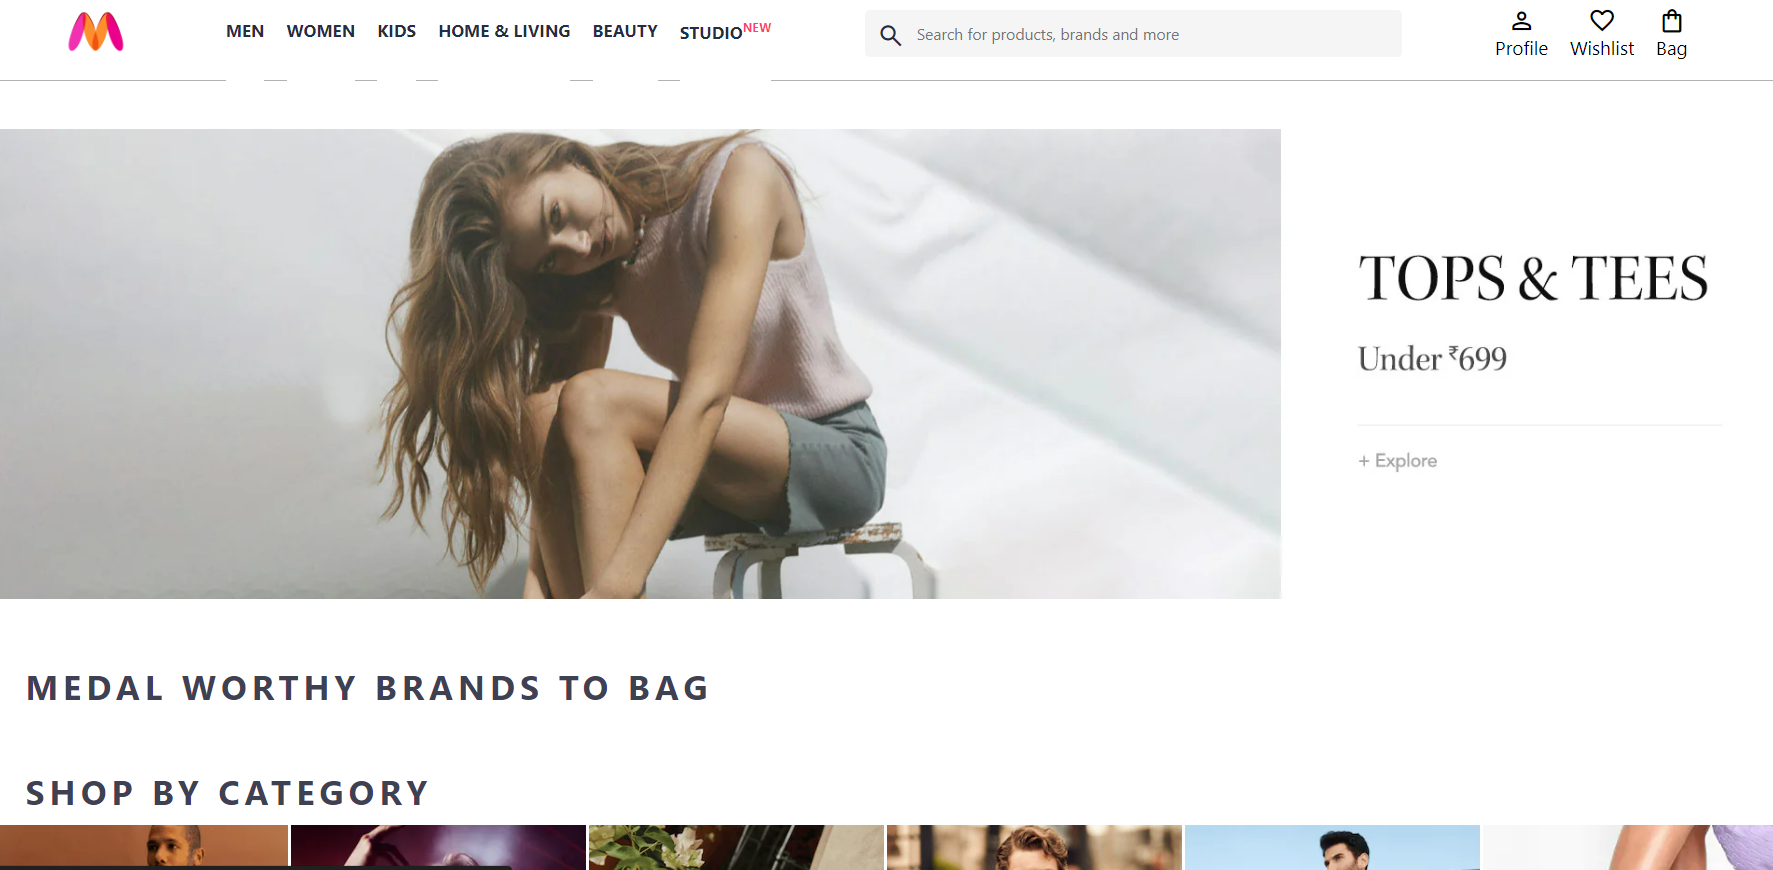 MEN WOMEN KIDS HOME & LIVING BEAUTY STUDIO NEW
Search for products, brands and more
Profile Wishlist Bag
TOPS & TEES
Under ₹699
+ Explore
MEDAL WORTHY BRANDS TO BAG
SHOP BY CATEGORY